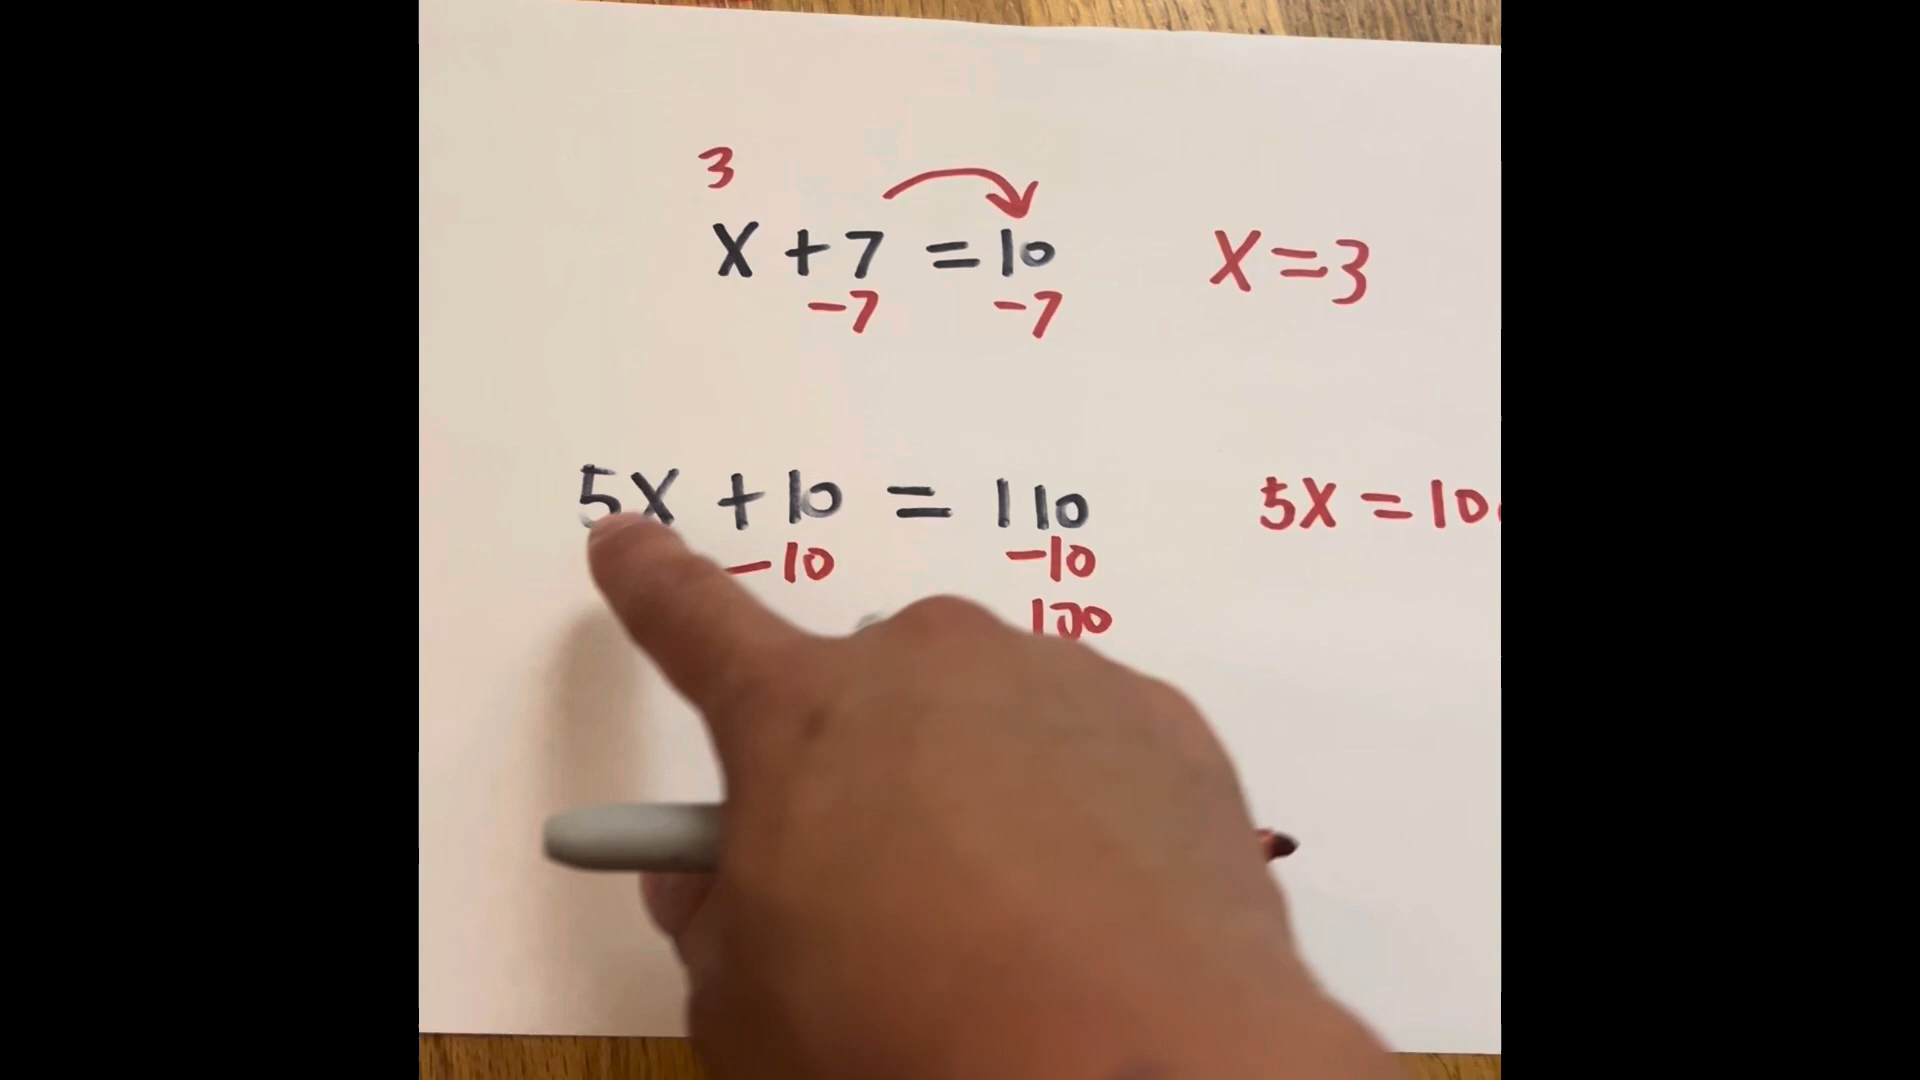 3
X + 7 = 10 X = 3
-7 -7
5X + 10 = 110 5X = 10
-10 -10
100